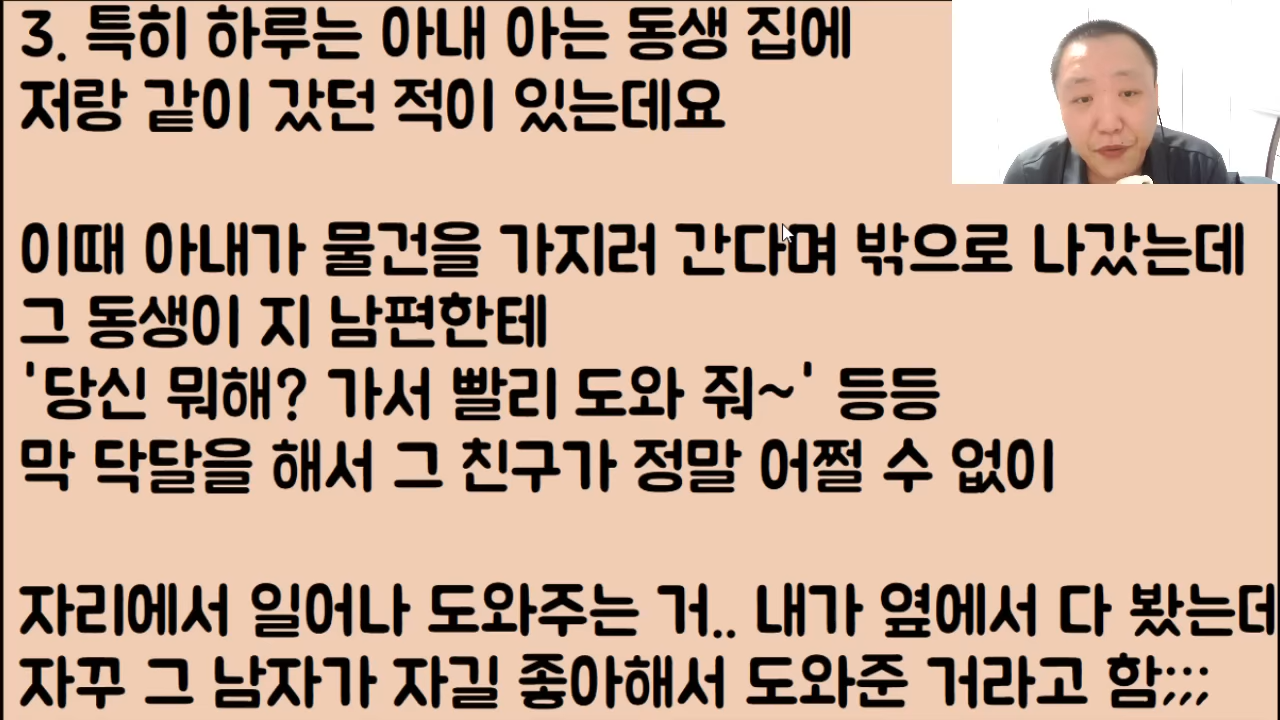 3. 특히 하루는 아내 아는 동생 집에
저랑 같이 갔던 적이 있는데요
이때 아내가 물건을 가지러 간다며 밖으로 나갔는데
그 동생이 지 남편한테
'당신 뭐해? 가서 빨리 도와 줘~' 등등
막 닥달을 해서 그 친구가 정말 어쩔 수 없이
자리에서 일어나 도와주는 거.. 내가 옆에서 다 봤는데
자꾸 그 남자가 자길 좋아해서 도와준 거라고 함;;;